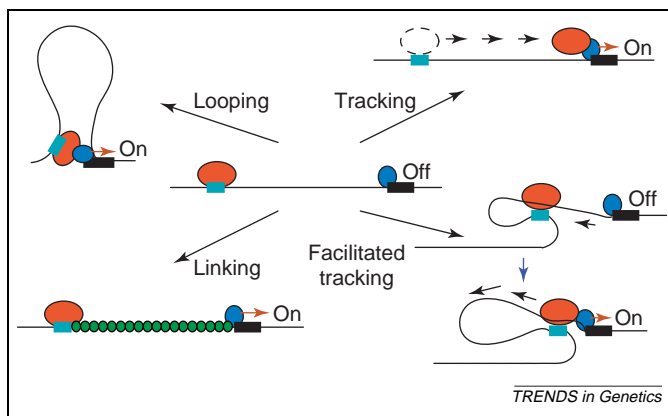 On
Looping
Tracking
On
Off
Off
Linking
Facilitated
tracking
On
On
TRENDS in Genetics